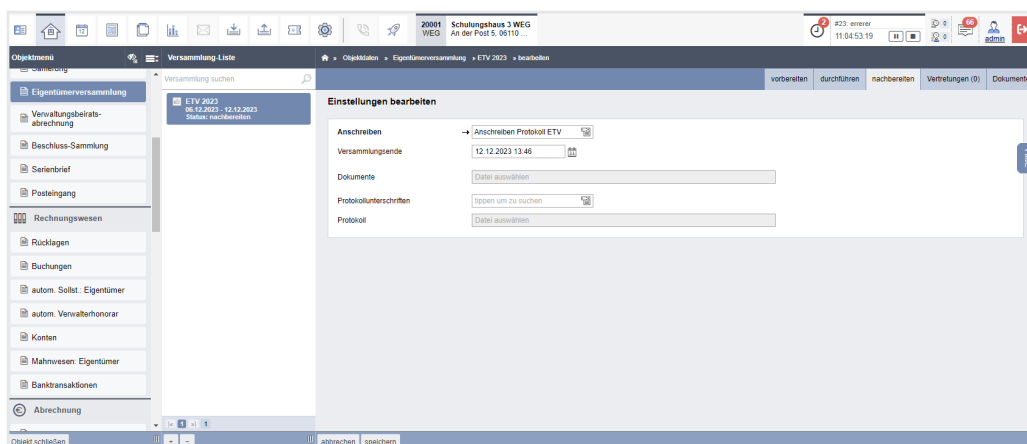 20001 Schulungshaus 3 WEG
WEG An der Post 5, 06110 ...
2 #23: errerer
11:04:53:19
0
0
66
admin
Objektmenü
Versammlung-Liste
» Objektdaten » Eigentümerversammlung » ETV 2023 » bearbeiten
Sanierung
Eigentümerversammlung
Verwaltungsbeirats-
abrechnung
Beschluss-Sammlung
Serienbrief
Posteingang
Rechnungswesen
Rücklagen
Buchungen
autom. Sollst.: Eigentümer
autom. Verwalterhonorar
Konten
Mahnwesen: Eigentümer
Banktransaktionen
Abrechnung
Objekt schließen
Versammlung suchen
ETV 2023
06.12.2023 - 12.12.2023
Status: nachbereiten
|< 1 >| 1
+ -
vorbereiten durchführen nachbereiten Vertretungen (0) Dokumente
Einstellungen bearbeiten
Anschreiben Anschreiben Protokoll ETV
Versammlungsende 12.12.2023 13:46
Dokumente Datei auswählen
Protokollunterschriften tippen um zu suchen
Protokoll Datei auswählen
abbrechen speichern